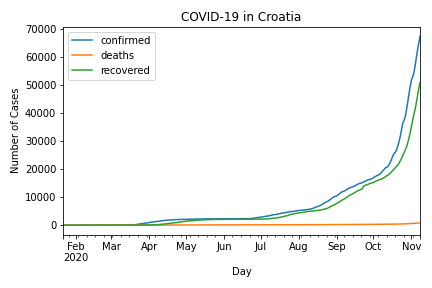 COVID-19 in Croatia
confirmed
deaths
recovered
Number of Cases
70000
60000
50000
40000
30000
20000
10000
0
Feb Mar Apr May Jun Jul Aug Sep Oct Nov
2020
Day